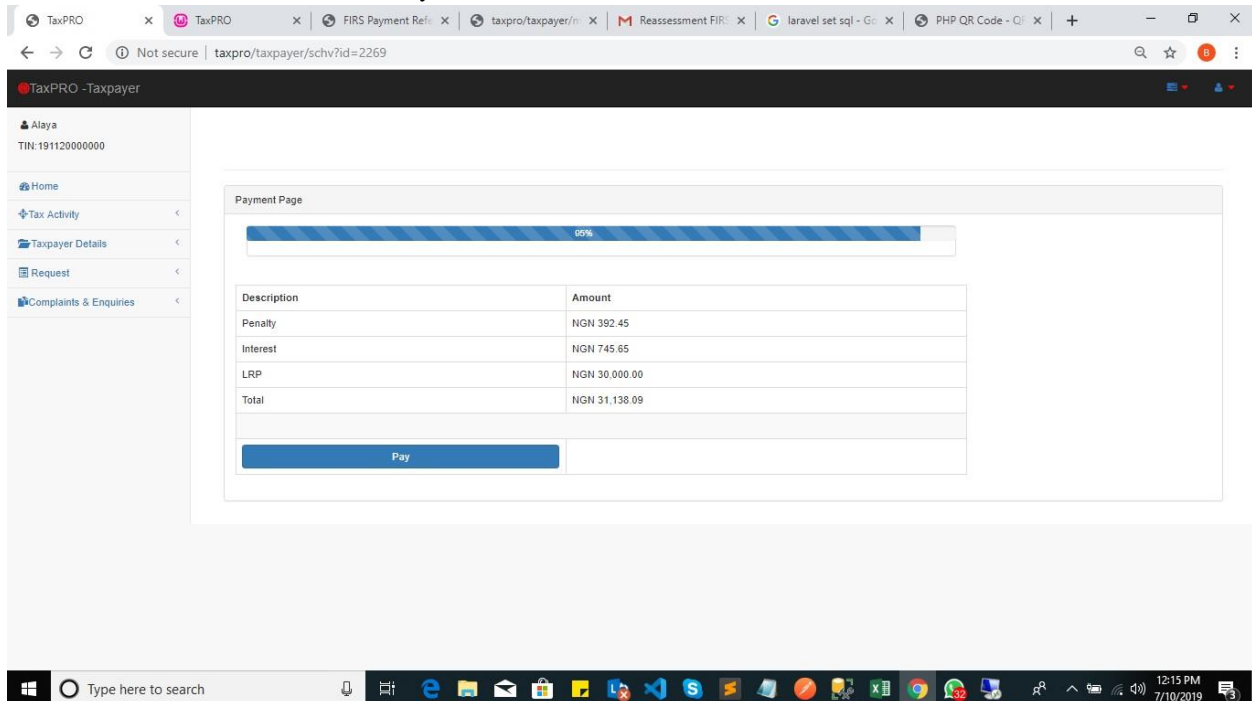 TaxPRO
TaxPRO
FIRS Payment Refe
taxpro/taxpayer/m
Reassessment FIRS
laravel set sql - Go
PHP QR Code - QR
Not secure | taxpro/taxpayer/schv?id=2269
B
TaxPRO -Taxpayer
Alaya
TIN:191120000000
Home
Tax Activity
Taxpayer Details
Request
Complaints & Enquiries
Payment Page
95%
Description Amount
Penalty NGN 392.45
Interest NGN 745.65
LRP NGN 30,000.00
Total NGN 31,138.09
Pay
Type here to search
12:15 PM
7/10/2019